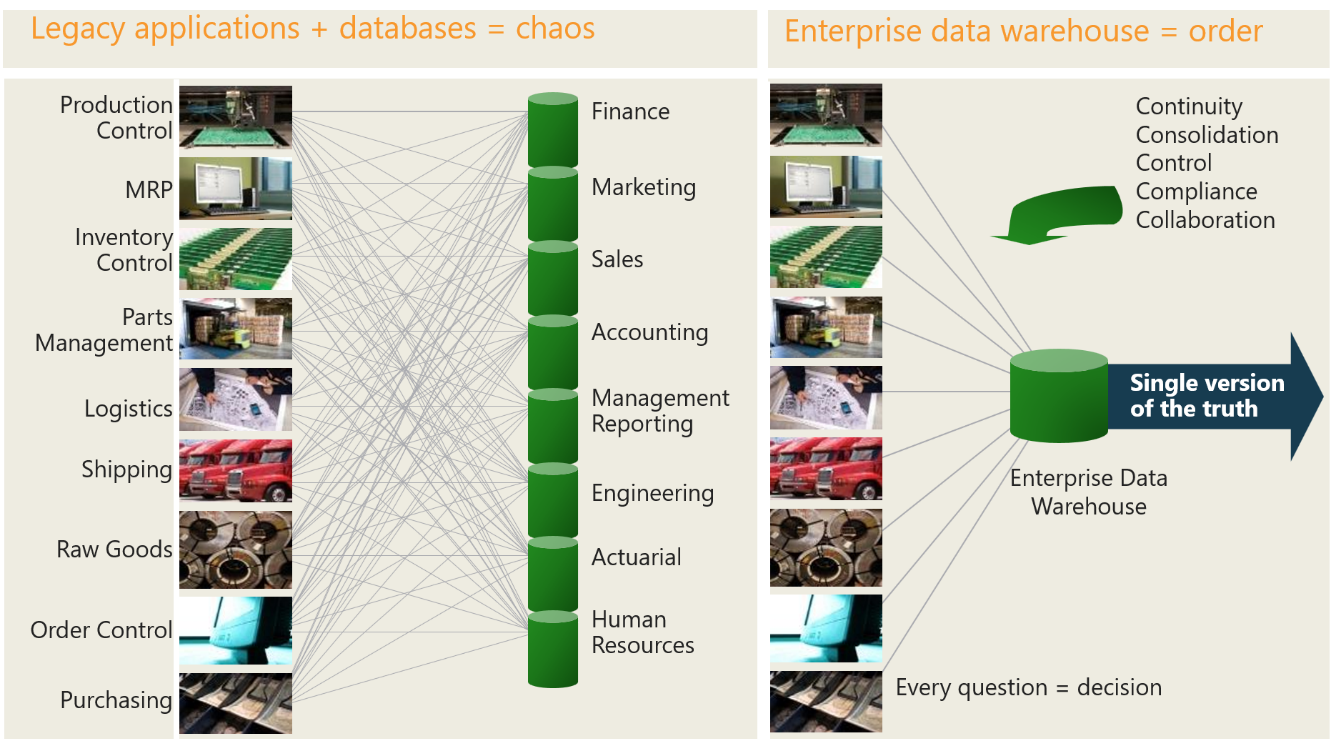 Legacy applications + databases = chaos
Enterprise data warehouse = order
Production
Control
MRP
Inventory
Control
Parts
Management
Logistics
Shipping
Raw Goods
Order Control
Purchasing
Finance
Marketing
Sales
Accounting
Management
Reporting
Engineering
Actuarial
Human
Resources
Continuity
Consolidation
Control
Compliance
Collaboration
Single version
of the truth
Enterprise Data
Warehouse
Every question = decision